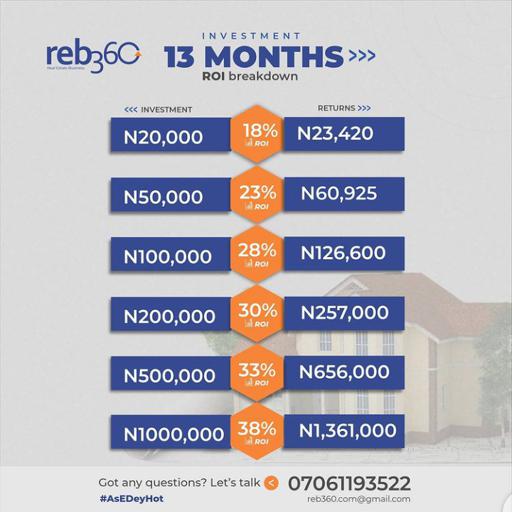 INVESTMENT
reb360
Real Estate Business
13 MONTHS >>>
ROI breakdown
<<< INVESTMENT
RETURNS >>>
N20,000 18% ROI N23,420
N50,000 23% ROI N60,925
N100,000 28% ROI N126,600
N200,000 30% ROI N257,000
N500,000 33% ROI N656,000
N1000,000 38% ROI N1,361,000
Got any questions? Let's talk < 07061193522
#AsEDeyHot
reb360.com@gmail.com